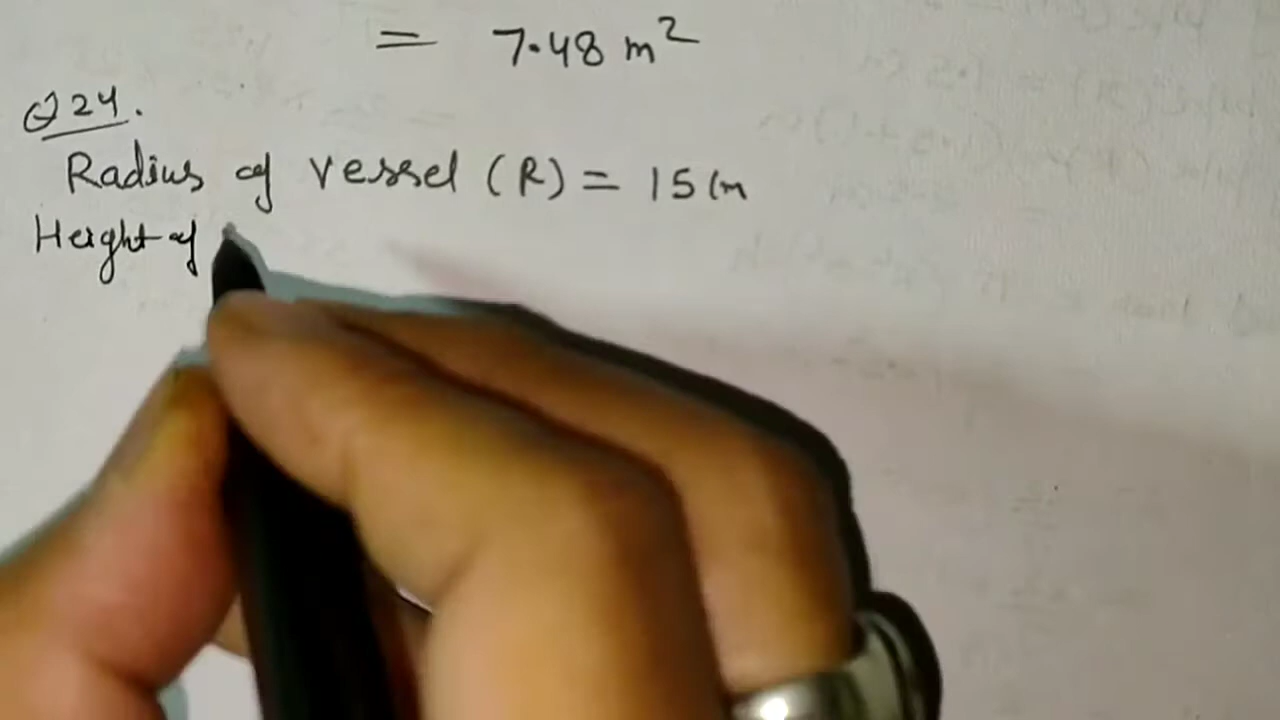 = 7.48 m²
Q24.
Radius of vessel (R) = 15 cm
Height of